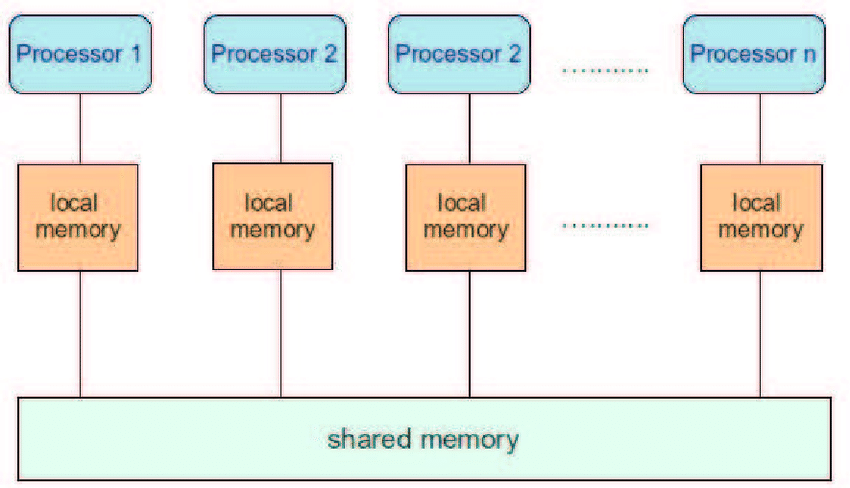 Processor 1
Processor 2
Processor 2
...........
Processor n
local
memory
local
memory
local
memory
...........
local
memory
shared memory